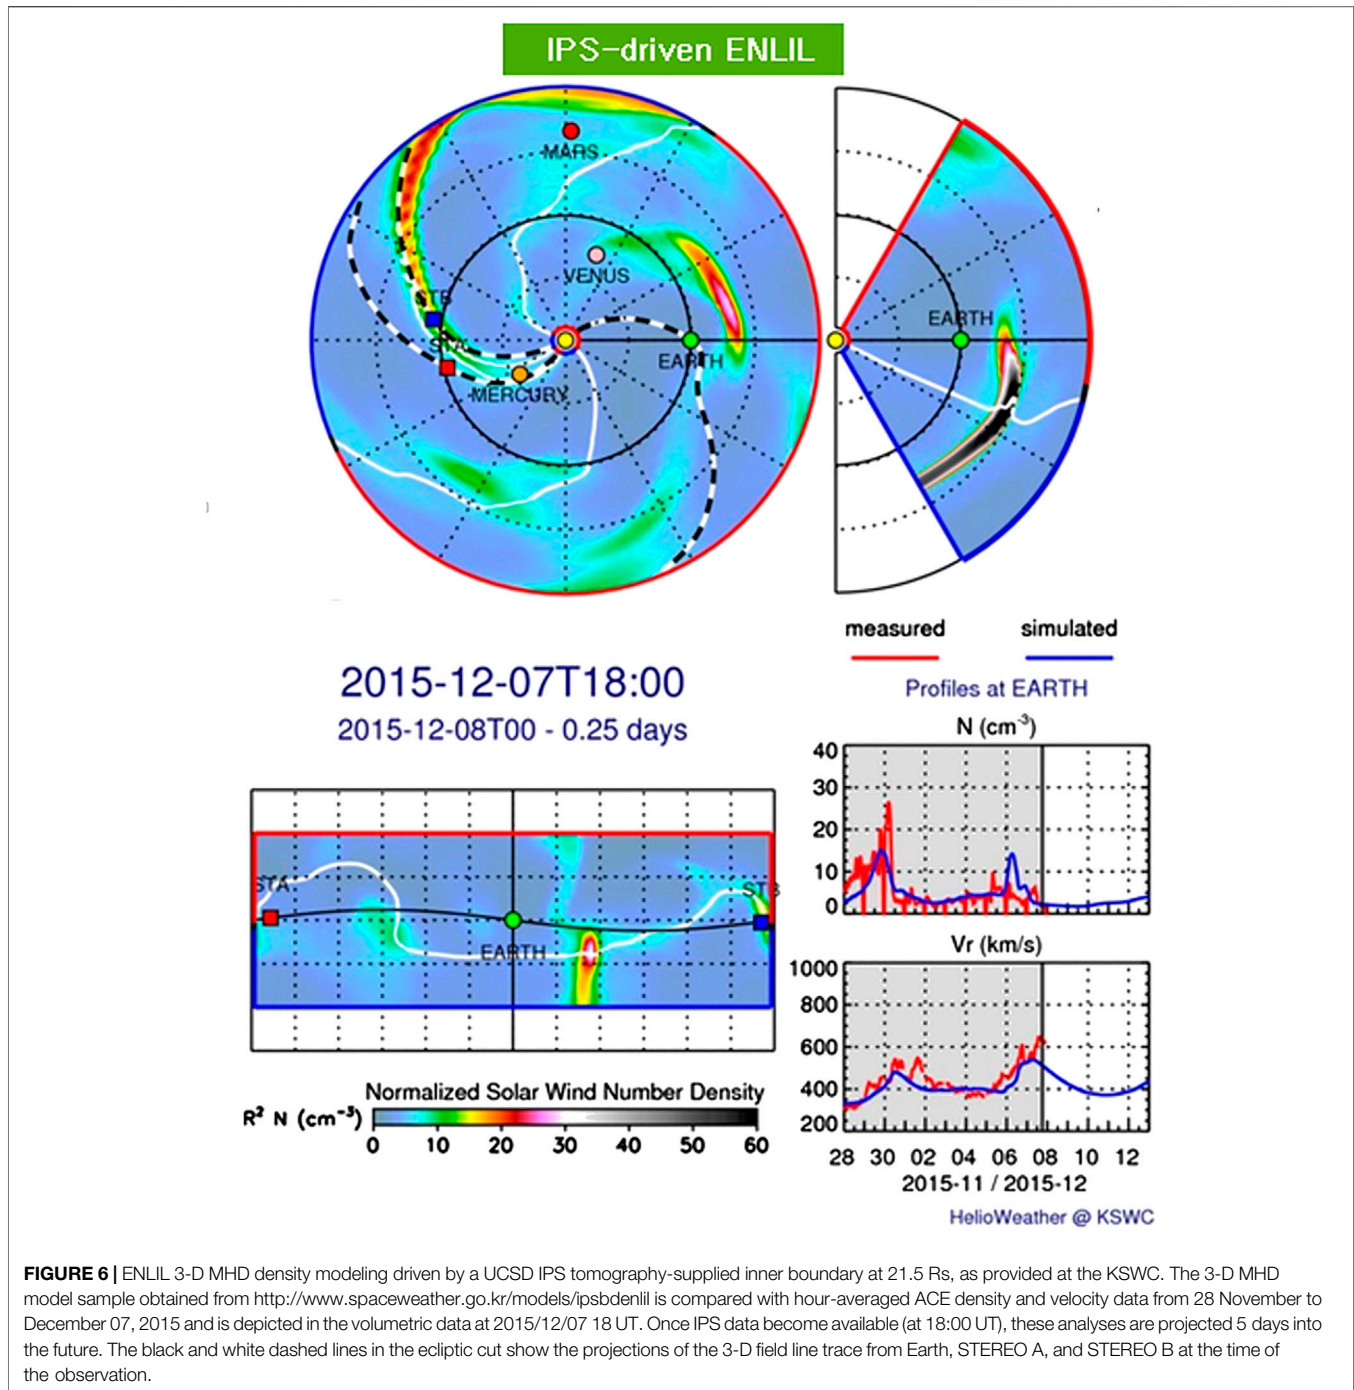 IPS-driven ENLIL
MARS
VENUS
STB
STA
EARTH
MERCURY
EARTH
measured simulated
Profiles at EARTH
2015-12-07T18:00
2015-12-08T00 - 0.25 days
N (cm-3)
40
30
20
10
0
STA
STB
EARTH
Vr (km/s)
1000
800
600
400
200
28 30 02 04 06 08 10 12
2015-11 / 2015-12
HelioWeather @ KSWC
Normalized Solar Wind Number Density
R2 N (cm-3)
0 10 20 30 40 50 60
FIGURE 6 | ENLIL 3-D MHD density modeling driven by a UCSD IPS tomography-supplied inner boundary at 21.5 Rs, as provided at the KSWC. The 3-D MHD
model sample obtained from http://www.spaceweather.go.kr/models/ipsbdenlil is compared with hour-averaged ACE density and velocity data from 28 November to
December 07, 2015 and is depicted in the volumetric data at 2015/12/07 18 UT. Once IPS data become available (at 18:00 UT), these analyses are projected 5 days into
the future. The black and white dashed lines in the ecliptic cut show the projections of the 3-D field line trace from Earth, STEREO A, and STEREO B at the time of
the observation.